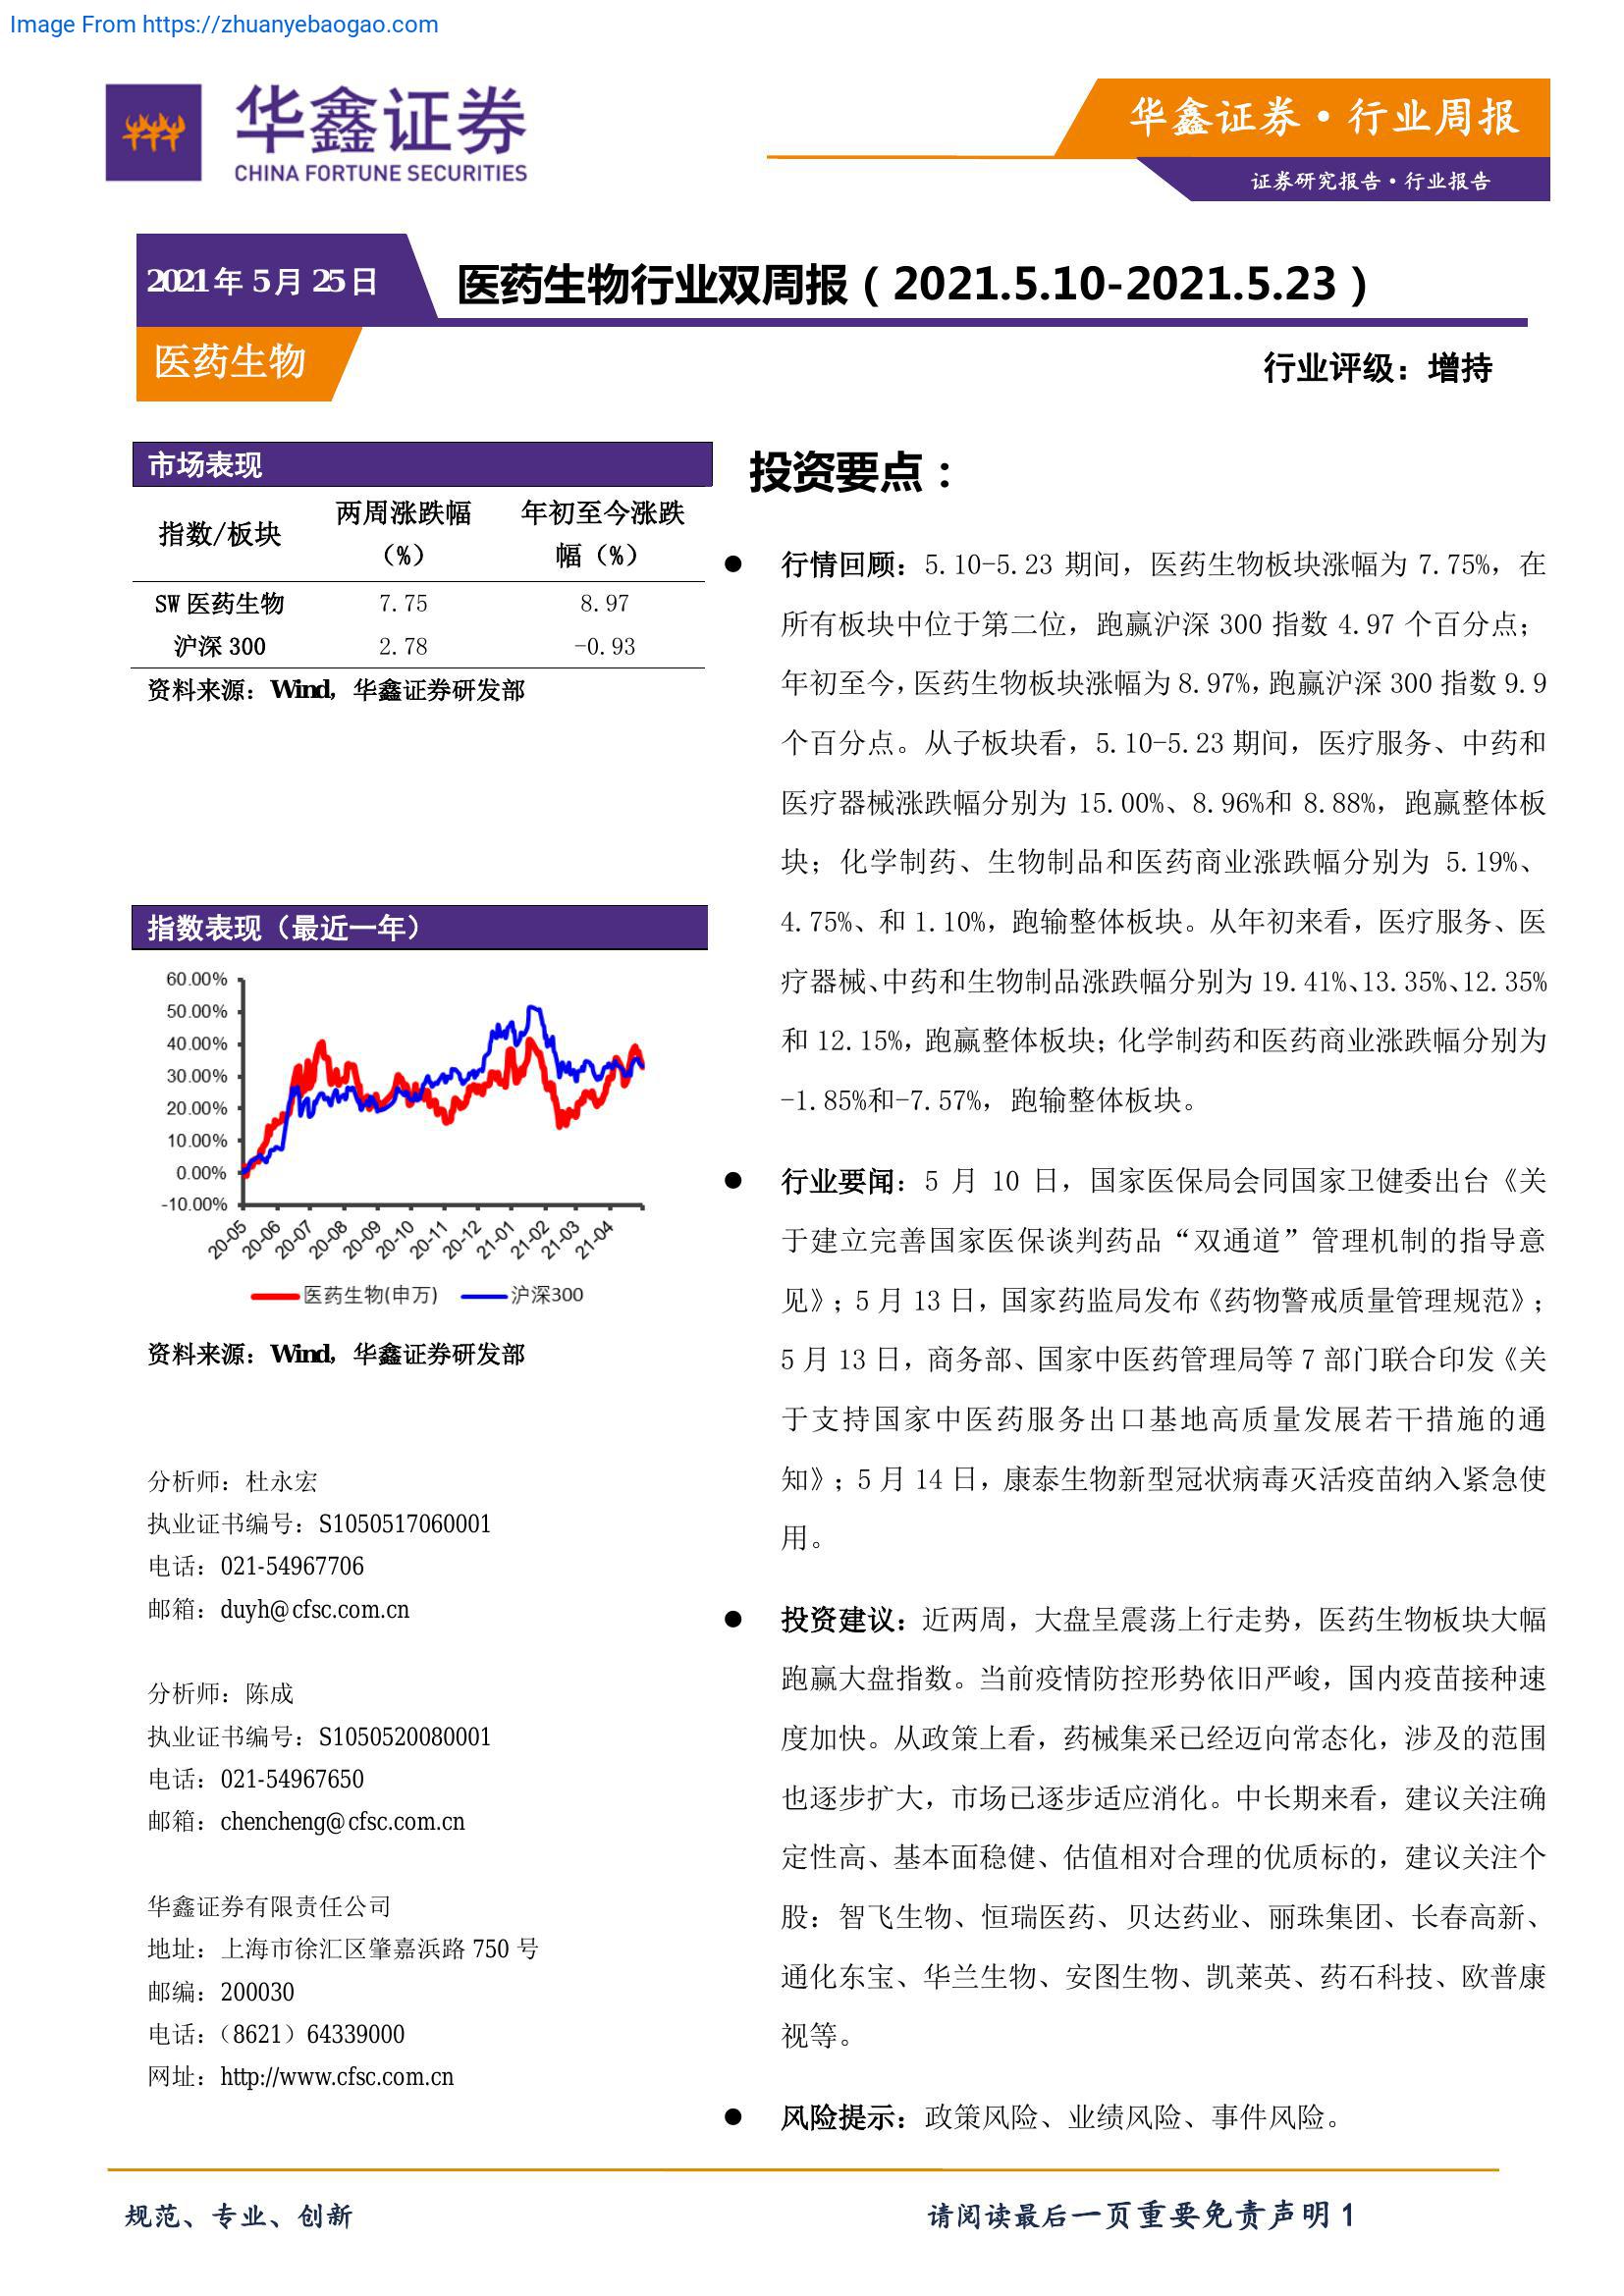 Image From https://zhuanyebaogao.com
华鑫证券
CHINA FORTUNE SECURITIES
华鑫证券·行业周报
证券研究报告·行业报告
2021年5月25日
医药生物行业双周报（2021.5.10-2021.5.23）
医药生物
行业评级：增持
市场表现
指数/板块 两周涨跌幅（%） 年初至今涨跌幅（%）
SW 医药生物 7.75 8.97
沪深 300 2.78 -0.93
资料来源：Wind，华鑫证券研发部
指数表现（最近一年）
60.00%
50.00%
40.00%
30.00%
20.00%
10.00%
0.00%
-10.00%
20-05 20-06 20-07 20-08 20-09 20-10 20-11 20-12 21-01 21-02 21-03 21-04
医药生物(申万) 沪深300
资料来源：Wind，华鑫证券研发部
分析师：杜永宏
执业证书编号：S1050517060001
电话：021-54967706
邮箱：duyh@cfsc.com.cn
分析师：陈成
执业证书编号：S1050520080001
电话：021-54967650
邮箱：chencheng@cfsc.com.cn
华鑫证券有限责任公司
地址：上海市徐汇区肇嘉浜路 750 号
邮编：200030
电话：（8621）64339000
网址：http://www.cfsc.com.cn
投资要点：
● 行情回顾：5.10-5.23 期间，医药生物板块涨幅为 7.75%，在
所有板块中位于第二位，跑赢沪深 300 指数 4.97 个百分点；
年初至今，医药生物板块涨幅为 8.97%，跑赢沪深 300 指数 9.9
个百分点。从子板块看，5.10-5.23 期间，医疗服务、中药和
医疗器械涨跌幅分别为 15.00%、8.96%和 8.88%，跑赢整体板
块；化学制药、生物制品和医药商业涨跌幅分别为 5.19%、
4.75%、和 1.10%，跑输整体板块。从年初来看，医疗服务、医
疗器械、中药和生物制品涨跌幅分别为 19.41%、13.35%、12.35%
和 12.15%，跑赢整体板块；化学制药和医药商业涨跌幅分别为
-1.85%和-7.57%，跑输整体板块。
● 行业要闻：5 月 10 日，国家医保局会同国家卫健委出台《关
于建立完善国家医保谈判药品“双通道”管理机制的指导意
见》；5 月 13 日，国家药监局发布《药物警戒质量管理规范》；
5 月 13 日，商务部、国家中医药管理局等 7 部门联合印发《关
于支持国家中医药服务出口基地高质量发展若干措施的通
知》；5 月 14 日，康泰生物新型冠状病毒灭活疫苗纳入紧急使
用。
● 投资建议：近两周，大盘呈震荡上行走势，医药生物板块大幅
跑赢大盘指数。当前疫情防控形势依旧严峻，国内疫苗接种速
度加快。从政策上看，药械集采已经迈向常态化，涉及的范围
也逐步扩大，市场已逐步适应消化。中长期来看，建议关注确
定性高、基本面稳健、估值相对合理的优质标的，建议关注个
股：智飞生物、恒瑞医药、贝达药业、丽珠集团、长春高新、
通化东宝、华兰生物、安图生物、凯莱英、药石科技、欧普康
视等。
● 风险提示：政策风险、业绩风险、事件风险。
规范、专业、创新
请阅读最后一页重要免责声明 1